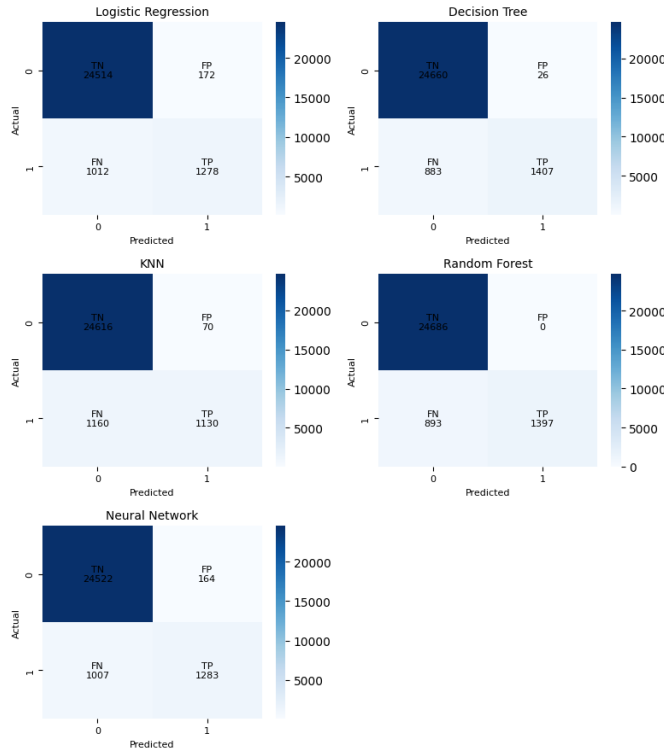 Logistic Regression
TN
24514
FP
172
FN
1012
TP
1278
0
1
Actual
0
1
Predicted
20000
15000
10000
5000
Decision Tree
TN
24660
FP
26
FN
883
TP
1407
0
1
Actual
0
1
Predicted
20000
15000
10000
5000
KNN
TN
24616
FP
70
FN
1160
TP
1130
0
1
Actual
0
1
Predicted
20000
15000
10000
5000
Random Forest
TN
24686
FP
0
FN
893
TP
1397
0
1
Actual
0
1
Predicted
20000
15000
10000
5000
0
Neural Network
TN
24522
FP
164
FN
1007
TP
1283
0
1
Actual
0
1
Predicted
20000
15000
10000
5000